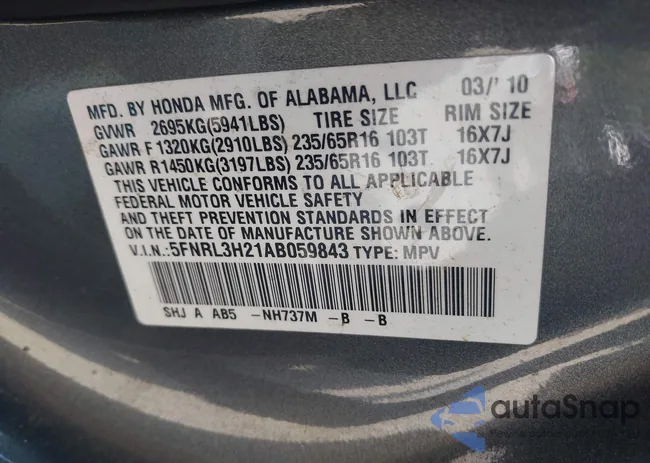 MFD. BY HONDA MFG. OF ALABAMA, LLC 03/'10
GVWR 2695KG(5941LBS) TIRE SIZE RIM SIZE
GAWR F 1320KG(2910LBS) 235/65R16 103T 16X7J
GAWR R1450KG(3197LBS) 235/65R16 103T 16X7J
THIS VEHICLE CONFORMS TO ALL APPLICABLE
FEDERAL MOTOR VEHICLE SAFETY
AND THEFT PREVENTION STANDARDS IN EFFECT
ON THE DATE OF MANUFACTURE SHOWN ABOVE.
V.I.N.:5FNRL3H21AB059843 TYPE: MPV
SHJ A AB5 -NH737M -B -B
autoSnap